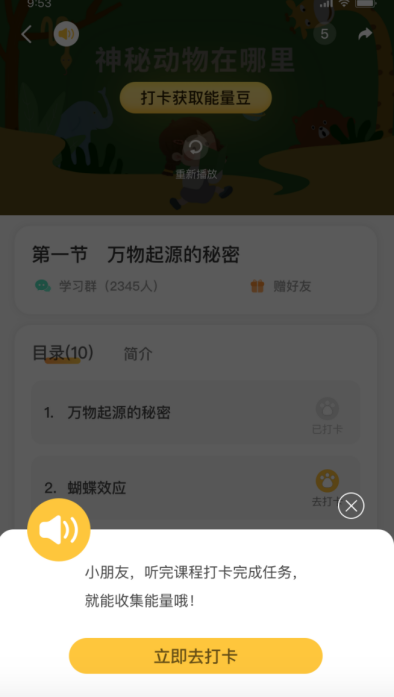 9:53
5
神秘动物在哪里
打卡获取能量豆
重新播放
第一节 万物起源的秘密
学习群（2345人）
赠好友
目录(10) 简介
1. 万物起源的秘密
已打卡
2. 蝴蝶效应
去打卡
小朋友，听完课程打卡完成任务，
就能收集能量哦！
立即去打卡